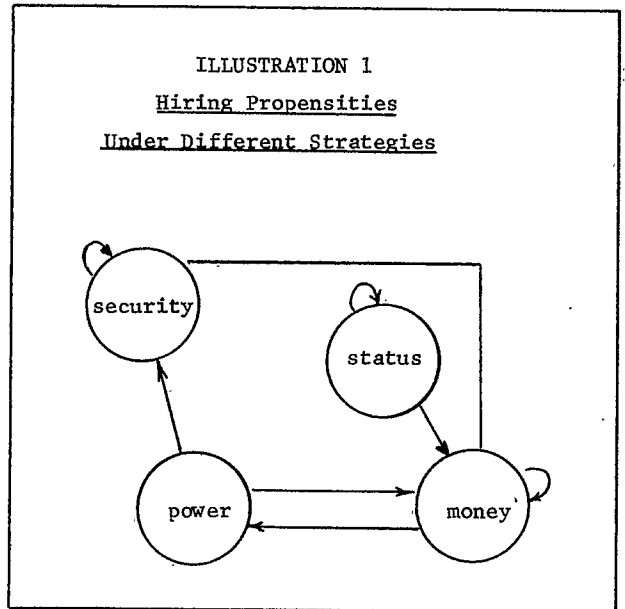 ILLUSTRATION 1
Hiring Propensities
Under Different Strategies
security
status
power
money